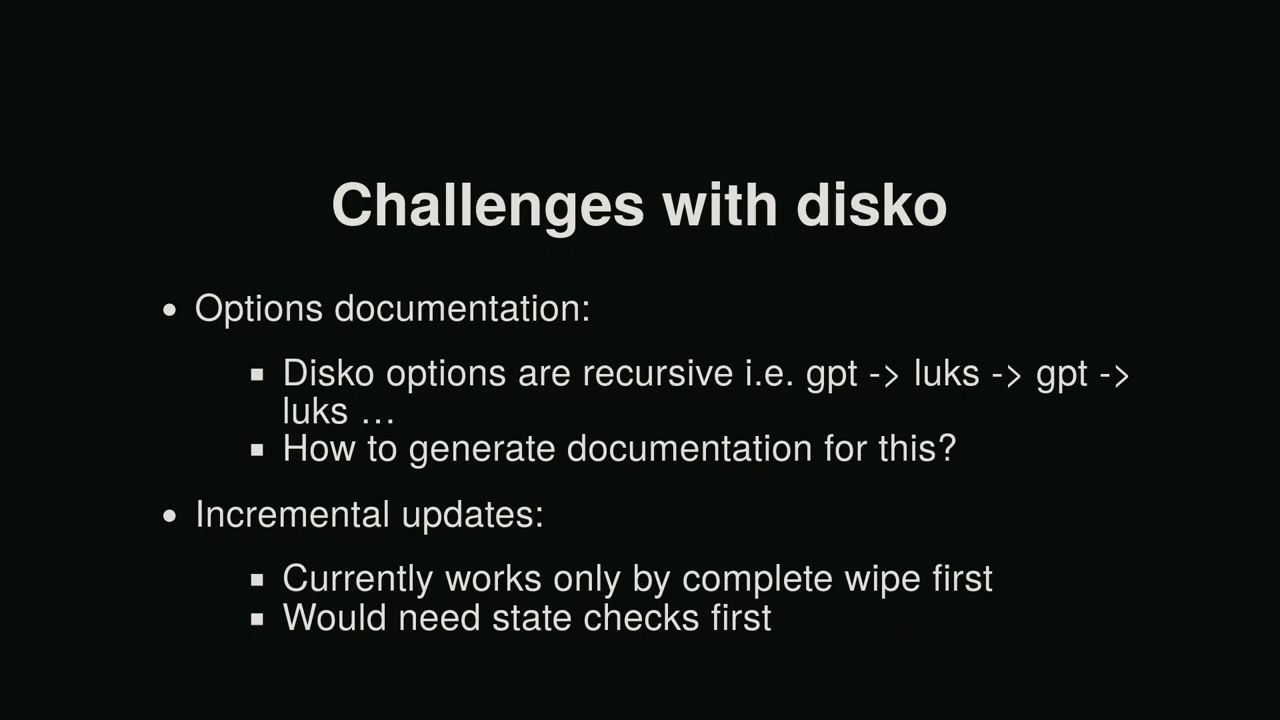 Challenges with disko
• Options documentation:
▪ Disko options are recursive i.e. gpt -> luks -> gpt ->
luks …
▪ How to generate documentation for this?
• Incremental updates:
▪ Currently works only by complete wipe first
▪ Would need state checks first